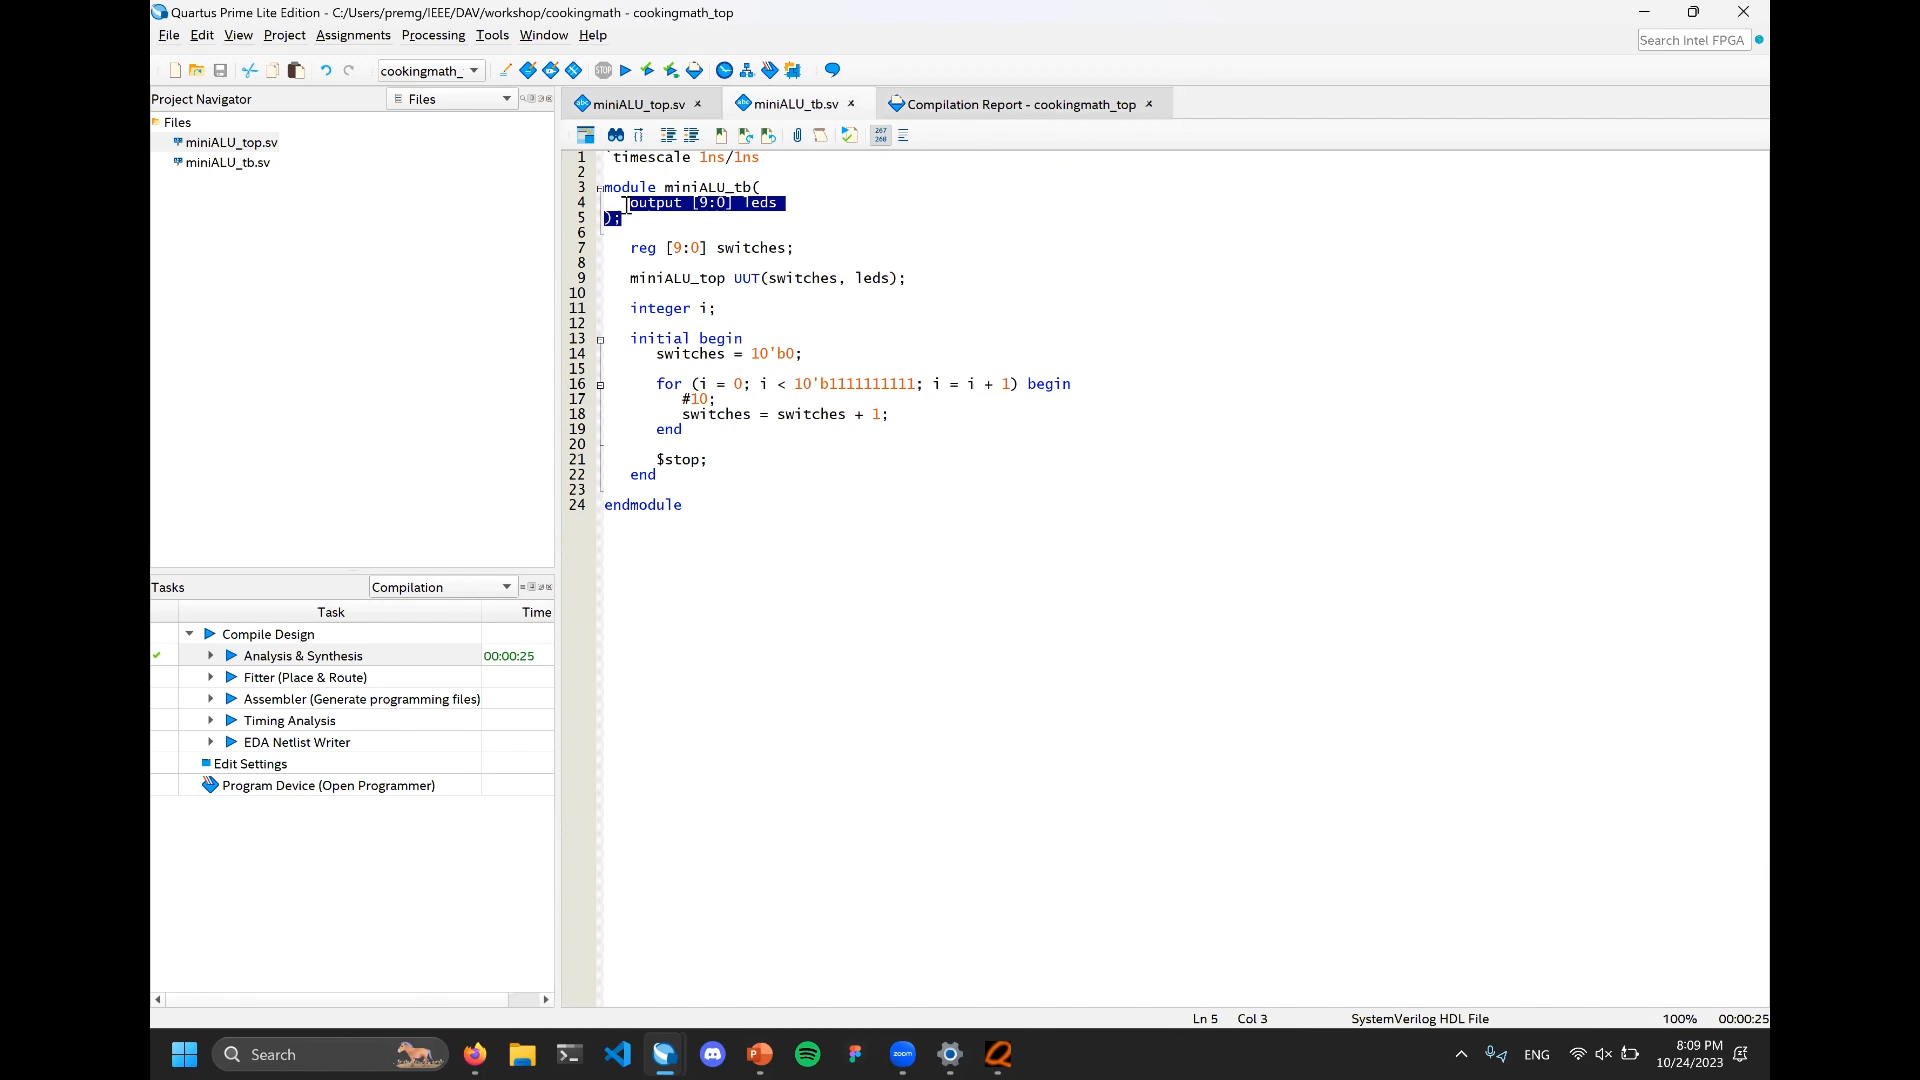 Quartus Prime Lite Edition - C:/Users/premg/IEEE/DAV/workshop/cookingmath - cookingmath_top
File Edit View Project Assignments Processing Tools Window Help
Search Intel FPGA
cookingmath_
Project Navigator
Files
Files
miniALU_top.sv
miniALU_tb.sv
miniALU_top.sv
miniALU_tb.sv
Compilation Report - cookingmath_top
267
268
1 `timescale 1ns/1ns
2
3 module miniALU_tb(
4 output [9:0] leds
5 );
6
7 reg [9:0] switches;
8
9 miniALU_top UUT(switches, leds);
10
11 integer i;
12
13 initial begin
14 switches = 10'b0;
15
16 for (i = 0; i < 10'b1111111111; i = i + 1) begin
17 #10;
18 switches = switches + 1;
19 end
20
21 $stop;
22 end
23
24 endmodule
Tasks
Compilation
Task Time
Compile Design
Analysis & Synthesis 00:00:25
Fitter (Place & Route)
Assembler (Generate programming files)
Timing Analysis
EDA Netlist Writer
Edit Settings
Program Device (Open Programmer)
Ln 5 Col 3 SystemVerilog HDL File 100% 00:00:25
Search
zoom
ENG
8:09 PM
10/24/2023